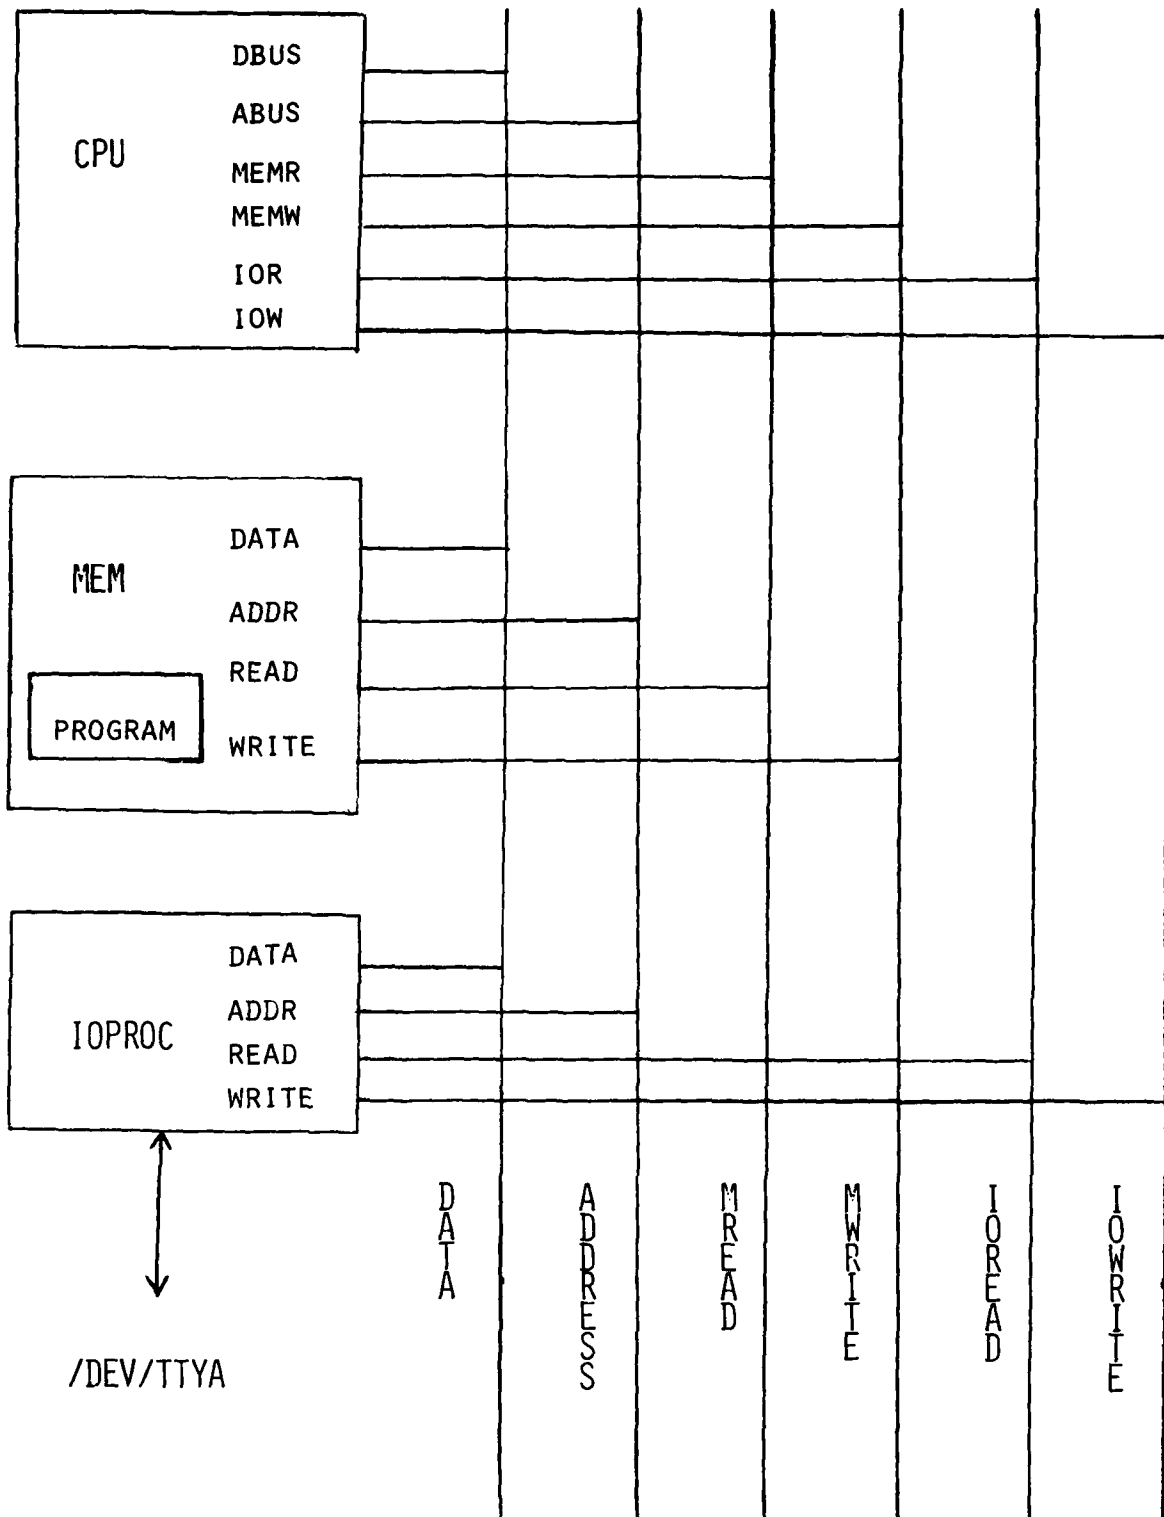 CPU
DBUS
ABUS
MEMR
MEMW
IOR
IOW
MEM
DATA
ADDR
READ
WRITE
PROGRAM
IOPROC
DATA
ADDR
READ
WRITE
/DEV/TTYA
DATA
ADDRESS
MREAD
MWRITE
IOREAD
IOWRITE